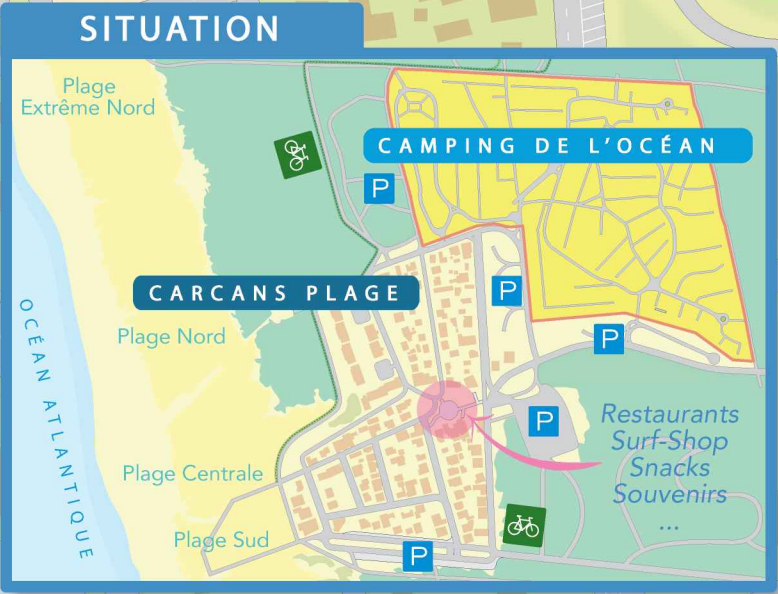 SITUATION
Plage
Extrême Nord
CAMPING DE L'OCÉAN
P
CARCANS PLAGE
P
OCÉAN ATLANTIQUE
Plage Nord
P
P
Restaurants
Surf-Shop
Snacks
Souvenirs
...
Plage Centrale
Plage Sud
P